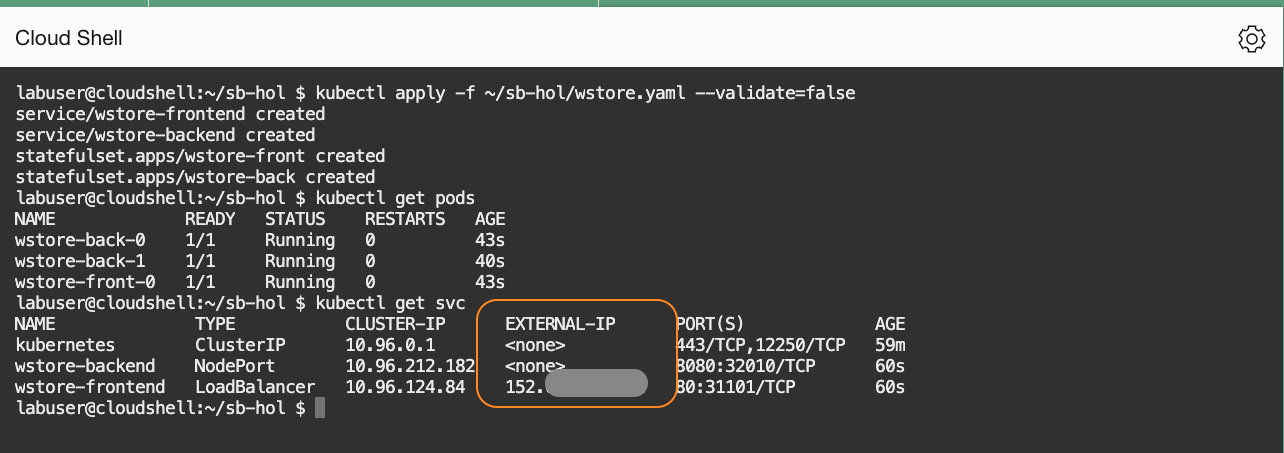 Cloud Shell
labuser@cloudshell:~/sb-hol $ kubectl apply -f ~/sb-hol/wstore.yaml --validate=false
service/wstore-frontend created
service/wstore-backend created
statefulset.apps/wstore-front created
statefulset.apps/wstore-back created
labuser@cloudshell:~/sb-hol $ kubectl get pods
NAME READY STATUS RESTARTS AGE
wstore-back-0 1/1 Running 0 43s
wstore-back-1 1/1 Running 0 40s
wstore-front-0 1/1 Running 0 43s
labuser@cloudshell:~/sb-hol $ kubectl get svc
NAME TYPE CLUSTER-IP EXTERNAL-IP PORT(S) AGE
kubernetes ClusterIP 10.96.0.1 <none> 443/TCP,12250/TCP 59m
wstore-backend NodePort 10.96.212.182 <none> 8080:32010/TCP 60s
wstore-frontend LoadBalancer 10.96.124.84 152. 80:31101/TCP 60s
labuser@cloudshell:~/sb-hol $